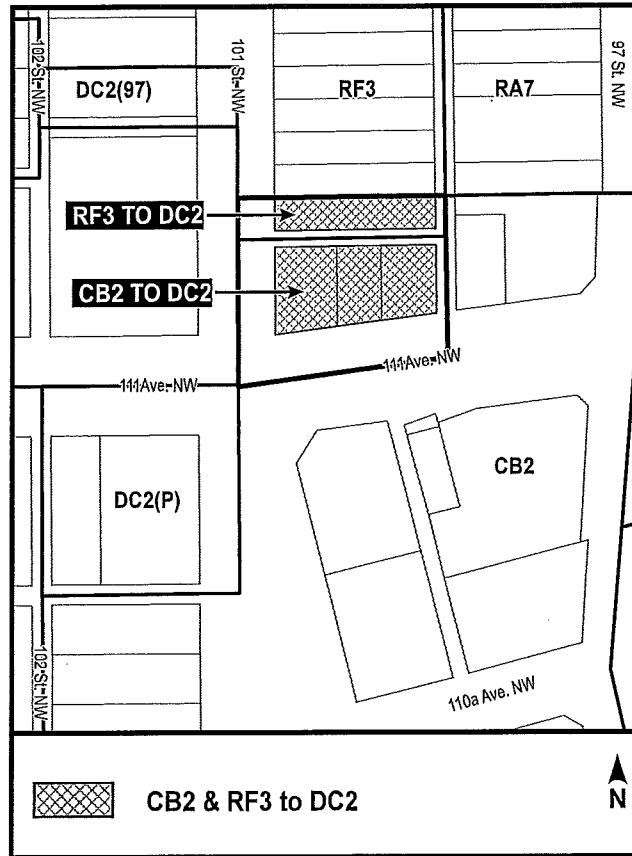 102 St. NW
DC2(97)
101 St. NW
RF3
RA7
97 St. NW
RF3 TO DC2
CB2 TO DC2
111 Ave. NW
111 Ave. NW
DC2(P)
CB2
102 St. NW
110a Ave. NW
CB2 & RF3 to DC2
N